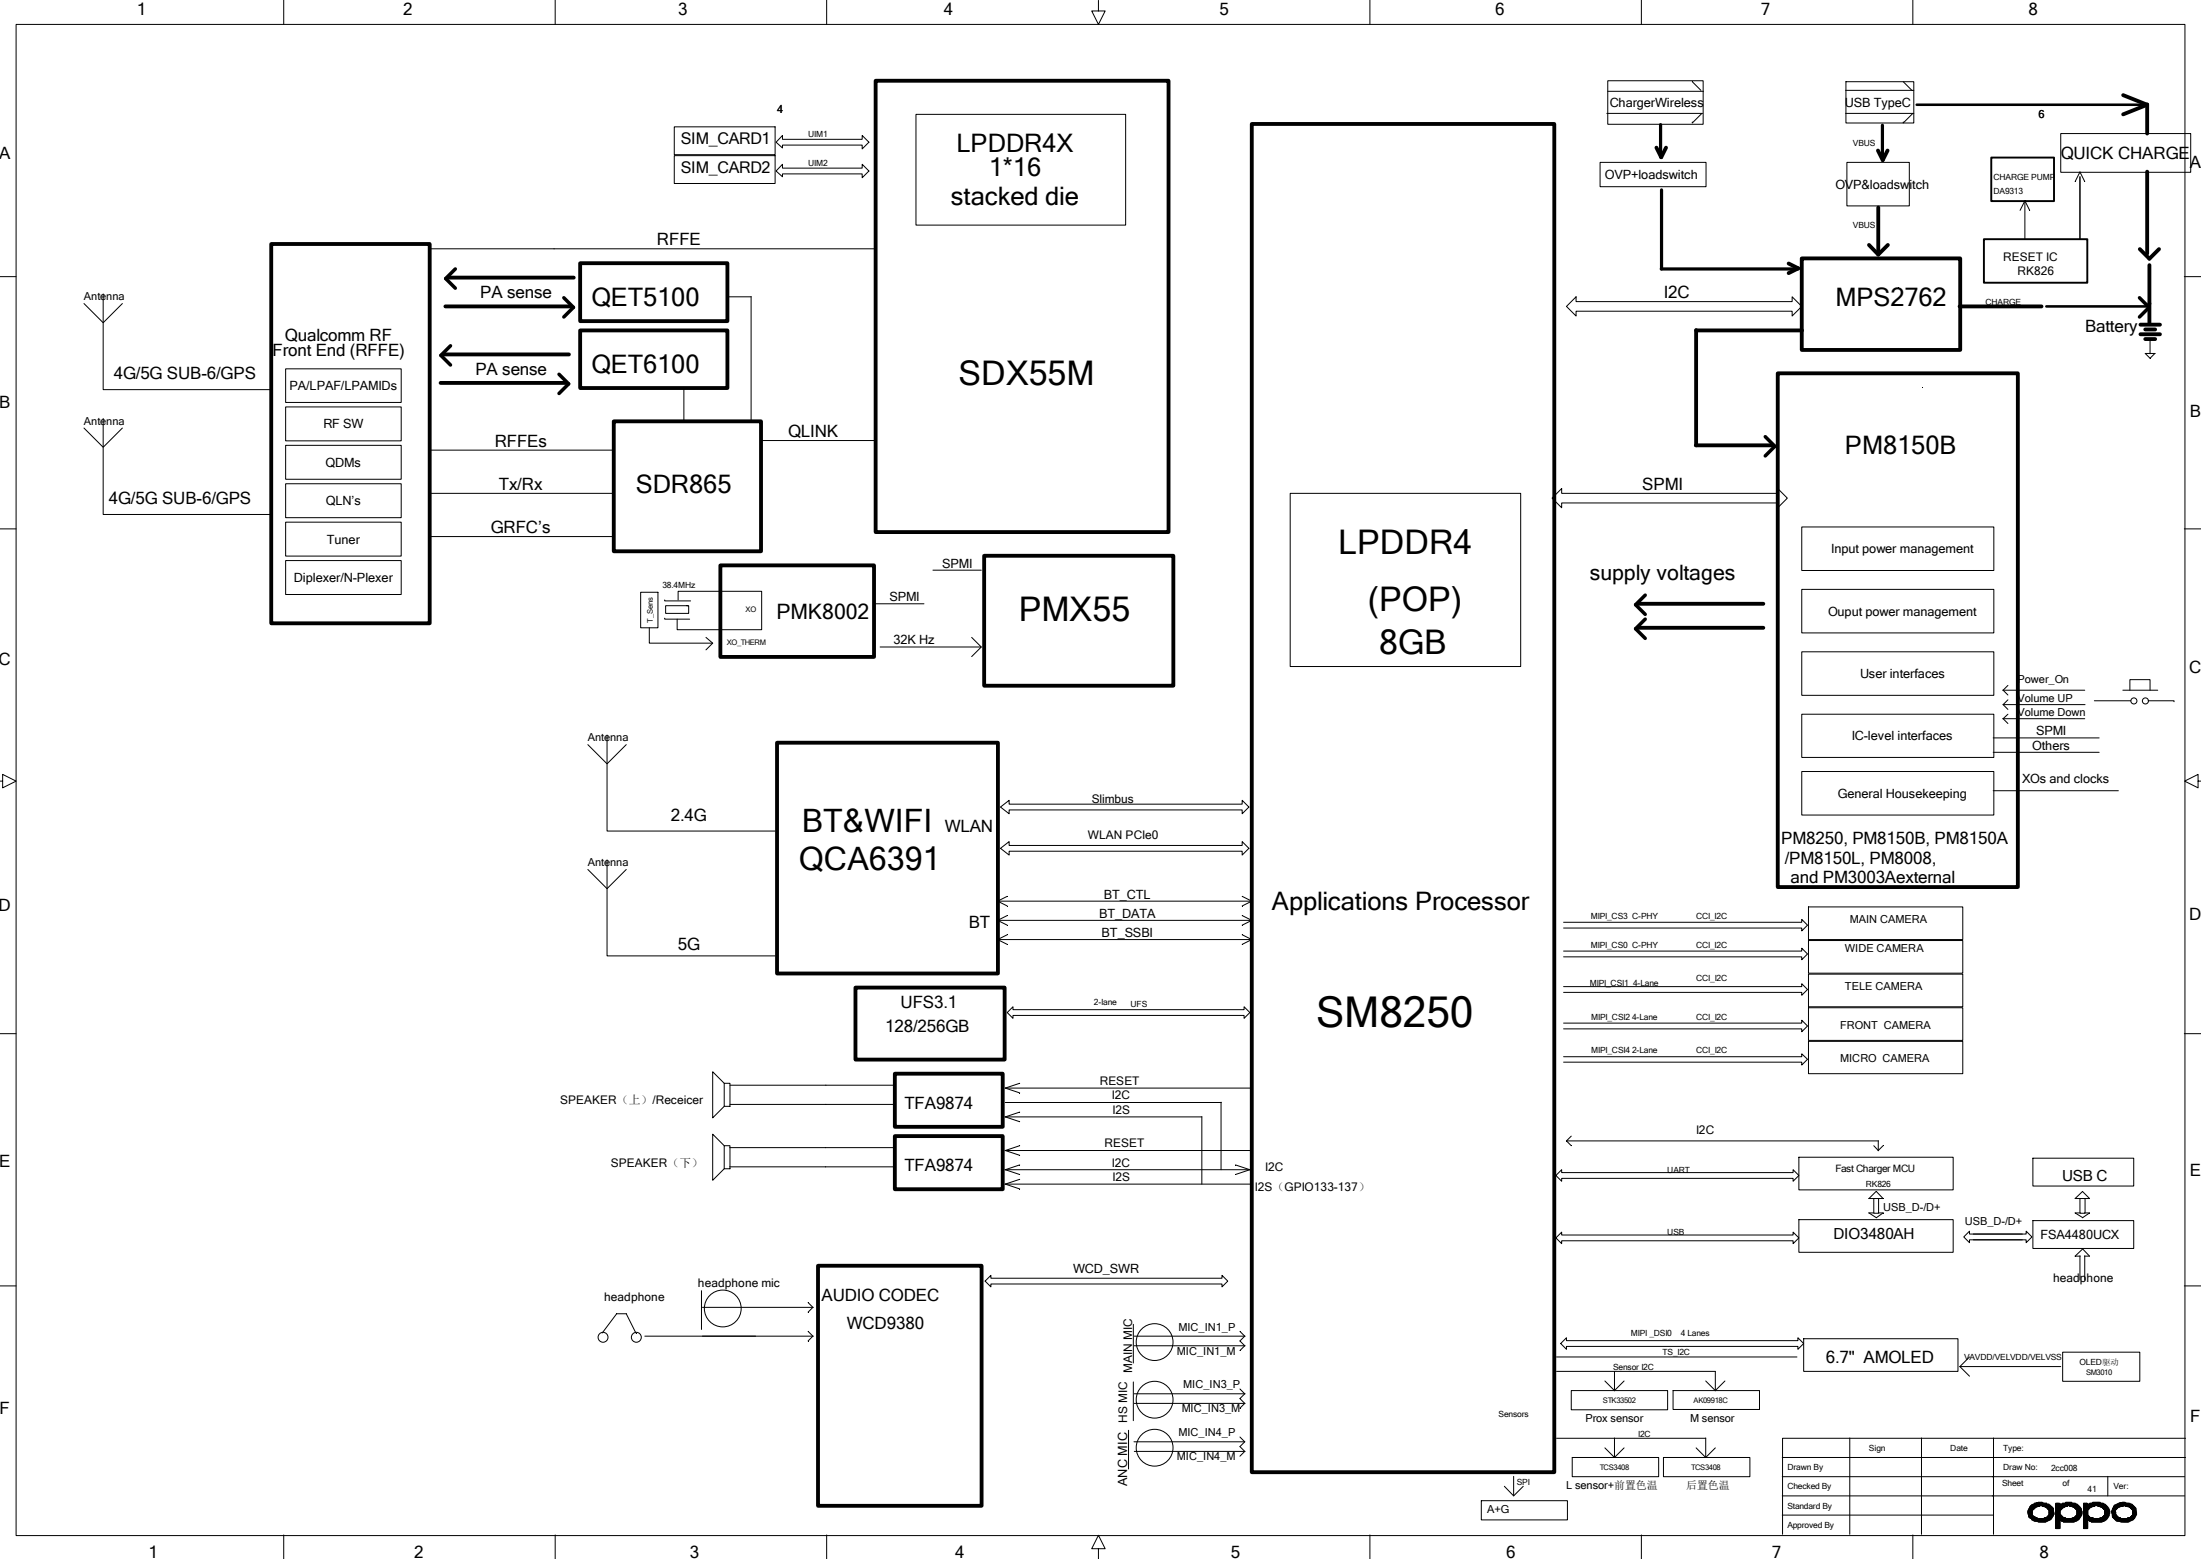 1 2 3 4 5 6 7 8
A
B
C
D
E
F
A
B
C
D
E
F
4
SIM_CARD1
UIM1
SIM_CARD2
UIM2
LPDDR4X
1*16
stacked die
SDX55M
RFFE
PA sense
QET5100
PA sense
QET6100
Antenna
4G/5G SUB-6/GPS
Antenna
4G/5G SUB-6/GPS
Qualcomm RF
Front End (RFFE)
PA/LPAF/LPAMIDs
RF SW
QDMs
QLN's
Tuner
Diplexer/N-Plexer
RFFEs
Tx/Rx
GRFC's
SDR865
QLINK
38.4MHz
T_Sens
XO
XO_THERM
PMK8002
SPMI
32K Hz
SPMI
PMX55
Antenna
2.4G
Antenna
5G
BT&WIFI
QCA6391
WLAN
BT
Slimbus
WLAN PCIe0
BT_CTL
BT_DATA
BT_SSBI
UFS3.1
128/256GB
2-lane UFS
SPEAKER（上）/Receicer
TFA9874
RESET
I2C
I2S
SPEAKER（下）
TFA9874
RESET
I2C
I2S
I2C
I2S（GPIO133-137）
headphone
headphone mic
AUDIO CODEC
WCD9380
WCD_SWR
MAIN MIC
MIC_IN1_P
MIC_IN1_M
HS MIC
MIC_IN3_P
MIC_IN3_M
ANC MIC
MIC_IN4_P
MIC_IN4_M
LPDDR4
(POP)
8GB
Applications Processor
SM8250
Sensors
SPI
A+G
ChargerWireless
OVP+loadswitch
USB TypeC
6
VBUS
OVP&loadswitch
VBUS
QUICK CHARGE
CHARGE PUMP
DA9313
RESET IC
RK826
I2C
MPS2762
CHARGE
Battery
PM8150B
SPMI
supply voltages
Input power management
Ouput power management
User interfaces
IC-level interfaces
General Housekeeping
Power_On
Volume UP
Volume Down
SPMI
Others
XOs and clocks
PM8250, PM8150B, PM8150A
/PM8150L, PM8008,
and PM3003Aexternal
MIPI_CS3 C-PHY CCI_I2C MAIN CAMERA
MIPI_CS0 C-PHY CCI_I2C WIDE CAMERA
MIPI_CSI1 4-Lane CCI_I2C TELE CAMERA
MIPI_CSI2 4-Lane CCI_I2C FRONT CAMERA
MIPI_CSI4 2-Lane CCI_I2C MICRO CAMERA
I2C
UART
Fast Charger MCU
RK826
USB_D-/D+
USB
DIO3480AH
USB_D-/D+
USB C
FSA4480UCX
headphone
MIPI_DSI0 4 Lanes
TS_I2C
6.7" AMOLED
VAVDD/VELVDD/VELVSS
OLED驱动
SM3010
Sensor I2C
STK33502
AK09918C
Prox sensor
M sensor
I2C
TCS3408
TCS3408
L sensor+前置色温
后置色温
Sign Date Type:
Drawn By Draw No: 2cc008
Checked By Sheet of 41 Ver:
Standard By
Approved By
oppo
1 2 3 4 5 6 7 8